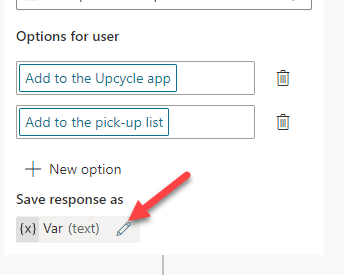 Options for user
Add to the Upcycle app
Add to the pick-up list
New option
Save response as
{x} Var (text)